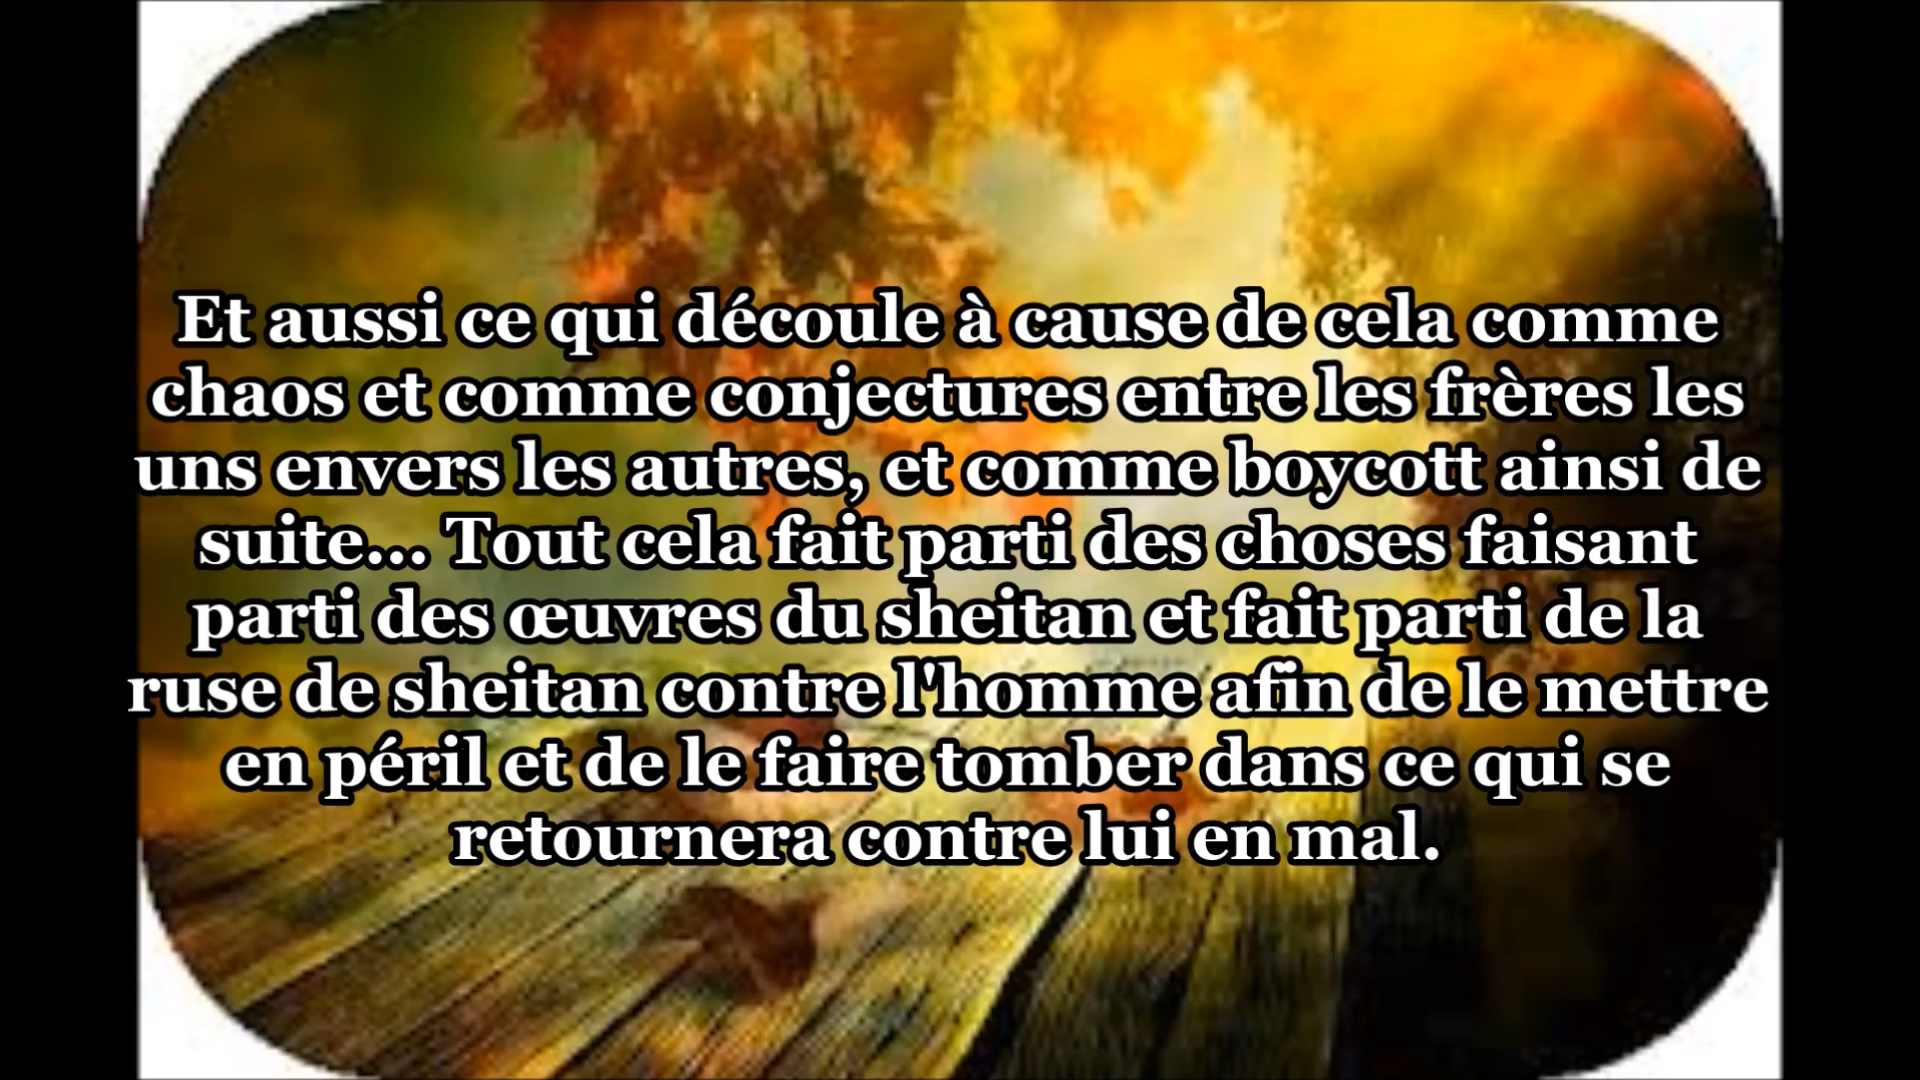 Et aussi ce qui découle à cause de cela comme
chaos et comme conjectures entre les frères les
uns envers les autres, et comme boycott ainsi de
suite... Tout cela fait parti des choses faisant
parti des œuvres du sheitan et fait parti de la
ruse de sheitan contre l'homme afin de le mettre
en péril et de le faire tomber dans ce qui se
retournera contre lui en mal.